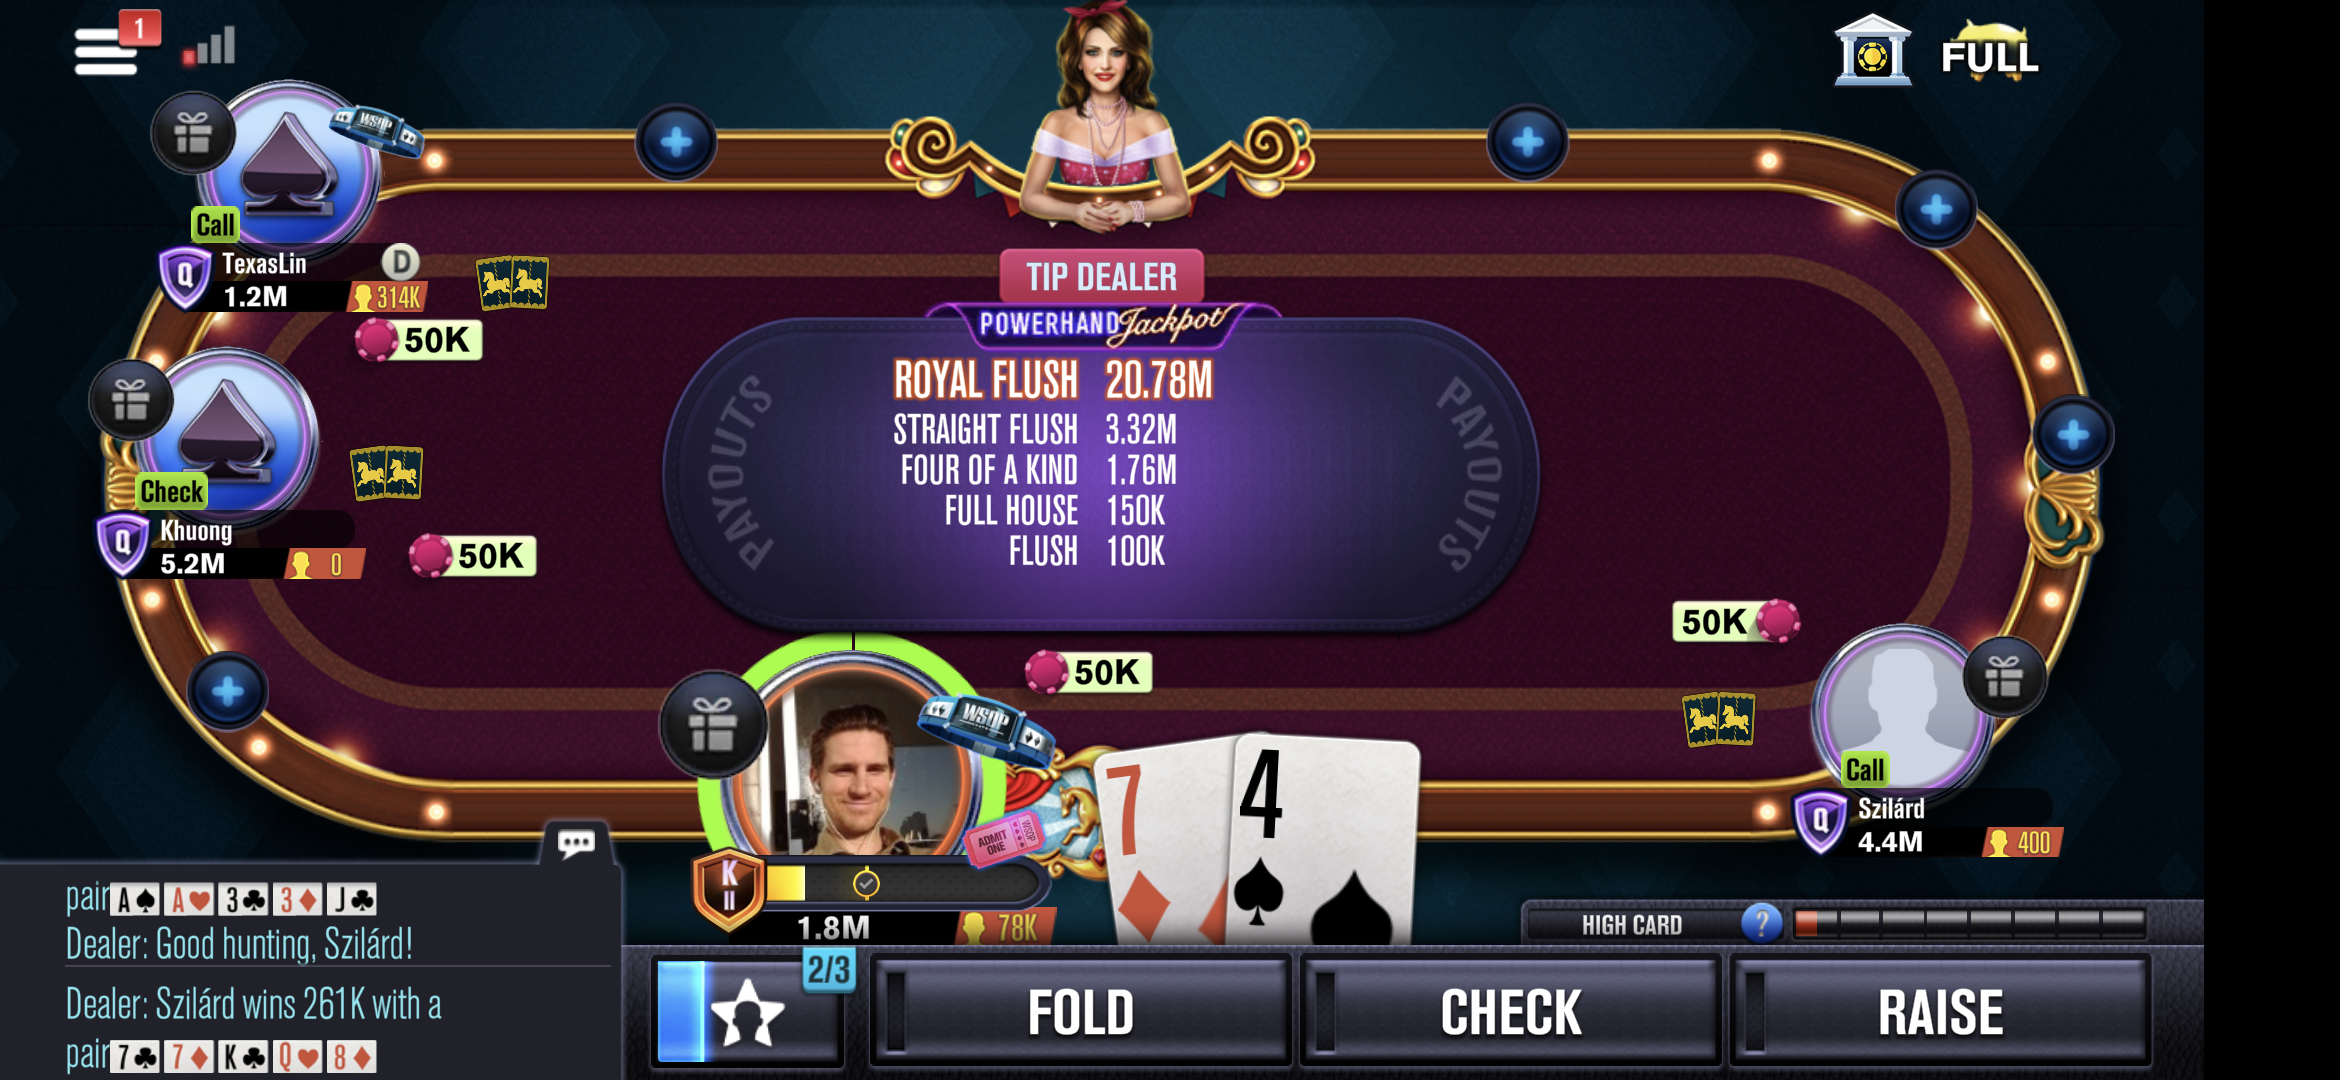 1
FULL
WSOP
Call
TexasLin
D
Q
1.2M
314K
50K
TIP DEALER
POWERHAND Jackpot
ROYAL FLUSH 20.78M
STRAIGHT FLUSH 3.32M
FOUR OF A KIND 1.76M
FULL HOUSE 150K
FLUSH 100K
PAYOUTS
PAYOUTS
Check
Khuong
Q
5.2M
0
50K
50K
50K
WSOP
ADMIT ONE
WSOP
K
II
1.8M
78K
7
4
Call
Szilárd
Q
4.4M
400
pair A♠ A♥ 3♣ 3♦ J♣
Dealer: Good hunting, Szilárd!
Dealer: Szilárd wins 261K with a
pair 7♣ 7♦ K♣ Q♥ 8♦
HIGH CARD ?
2/3
FOLD
CHECK
RAISE